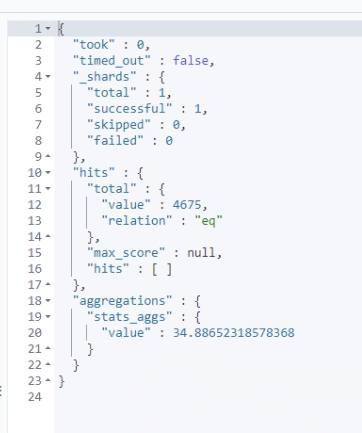 1 {
2 "took" : 0,
3 "timed_out" : false,
4 "_shards" : {
5 "total" : 1,
6 "successful" : 1,
7 "skipped" : 0,
8 "failed" : 0
9 },
10 "hits" : {
11 "total" : {
12 "value" : 4675,
13 "relation" : "eq"
14 },
15 "max_score" : null,
16 "hits" : [ ]
17 },
18 "aggregations" : {
19 "stats_aggs" : {
20 "value" : 34.88652318578368
21 }
22 }
23 }
24